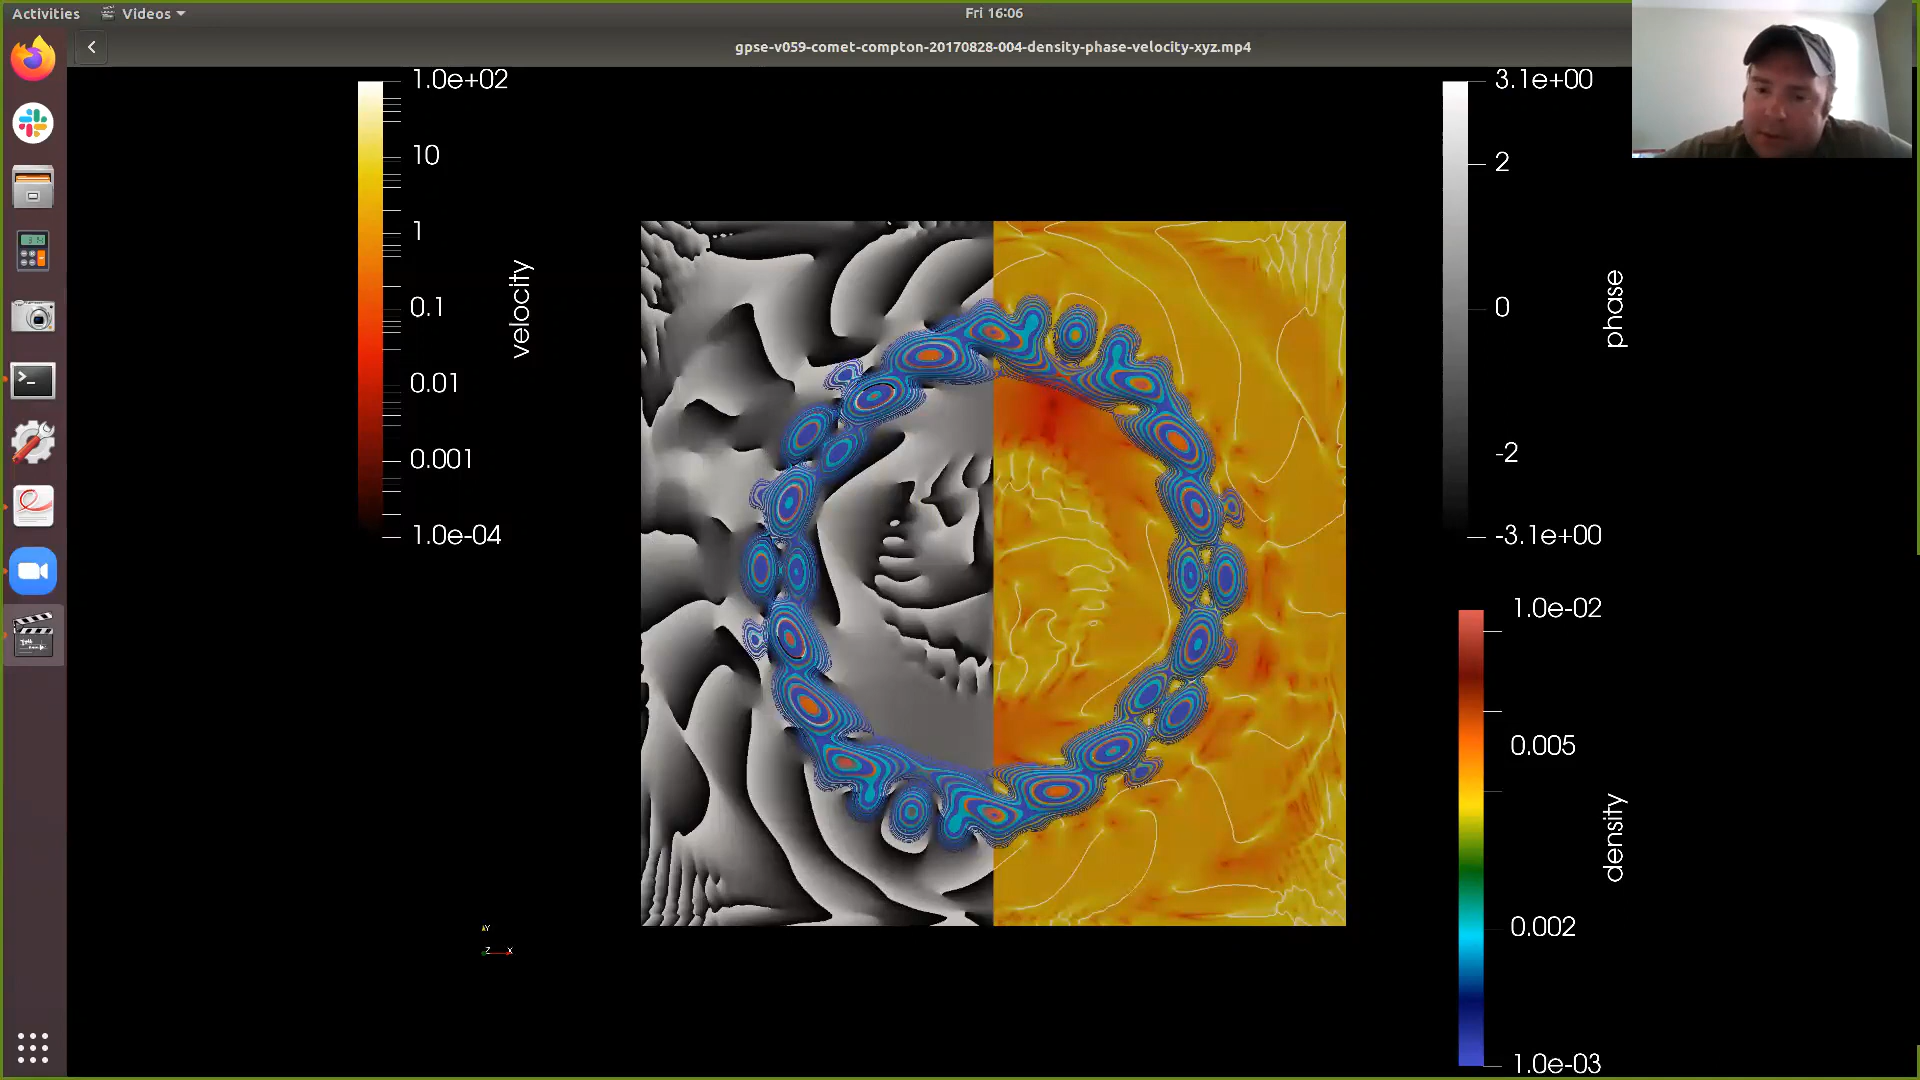 Activities
Videos
Fri 16:06
gpse-v059-comet-compton-20170828-004-density-phase-velocity-xyz.mp4
1.0e+02
10
1
0.1
0.01
0.001
1.0e-04
velocity
3.1e+00
2
0
-2
-3.1e+00
phase
1.0e-02
0.005
0.002
1.0e-03
density
Y
Z
X